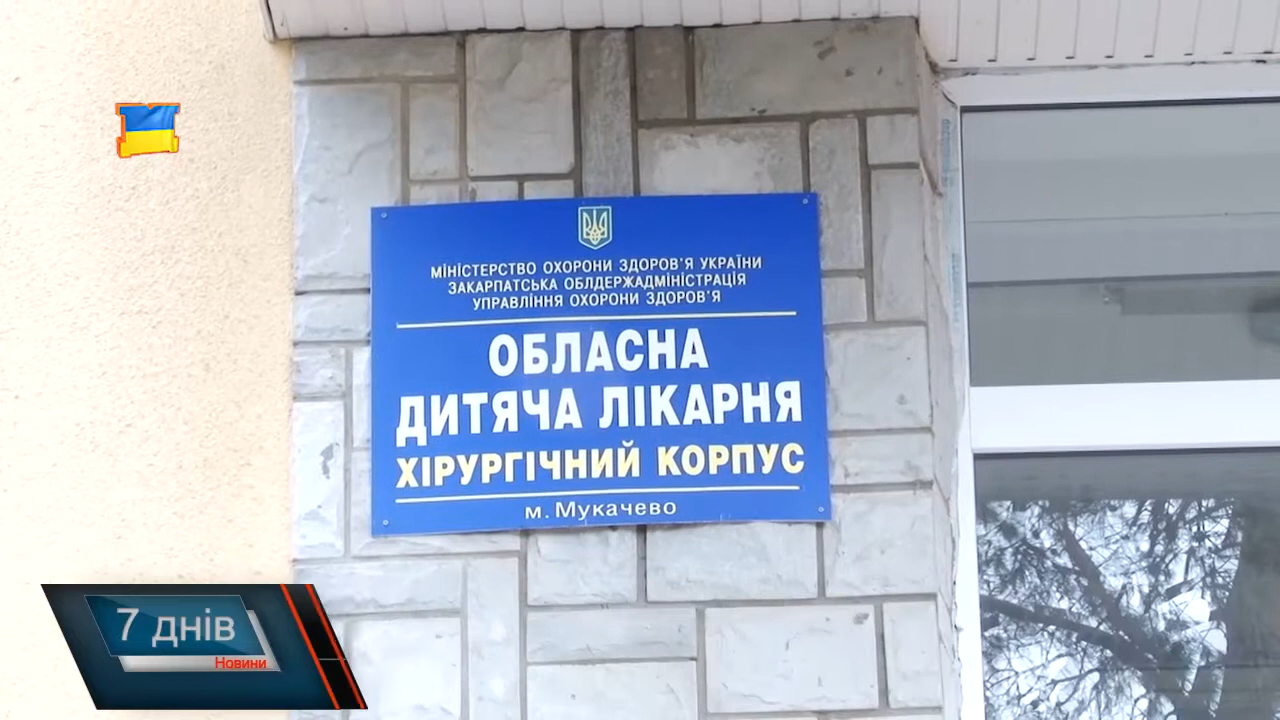 МІНІСТЕРСТВО ОХОРОНИ ЗДОРОВ'Я УКРАЇНИ
ЗАКАРПАТСЬКА ОБЛДЕРЖАДМІНІСТРАЦІЯ
УПРАВЛІННЯ ОХОРОНИ ЗДОРОВ'Я
ОБЛАСНА
ДИТЯЧА ЛІКАРНЯ
ХІРУРГІЧНИЙ КОРПУС
м. Мукачево
7 днів
Новини